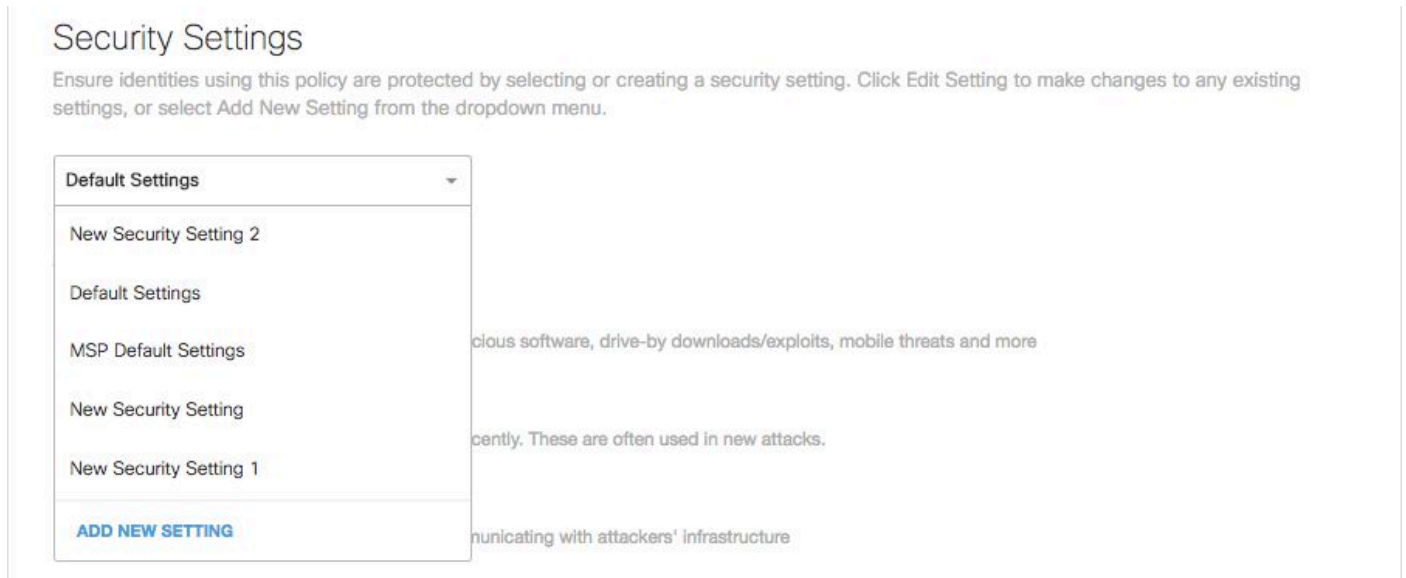 Security Settings
Ensure identities using this policy are protected by selecting or creating a security setting. Click Edit Setting to make changes to any existing
settings, or select Add New Setting from the dropdown menu.
Default Settings
New Security Setting 2
Default Settings
MSP Default Settings
software, drive-by downloads/exploits, mobile threats and more
New Security Setting
These are often used in new attacks.
New Security Setting 1
ADD NEW SETTING
with attackers' infrastructure